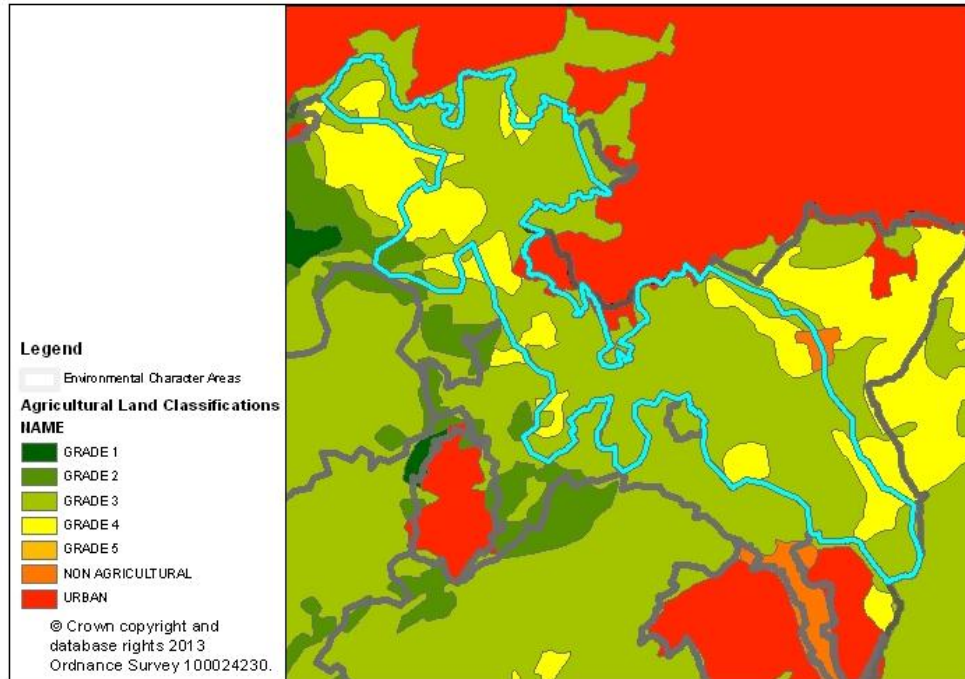 Legend
Environmental Character Areas
Agricultural Land Classifications
NAME
GRADE 1
GRADE 2
GRADE 3
GRADE 4
GRADE 5
NON AGRICULTURAL
URBAN
© Crown copyright and
database rights 2013
Ordnance Survey 100024230.